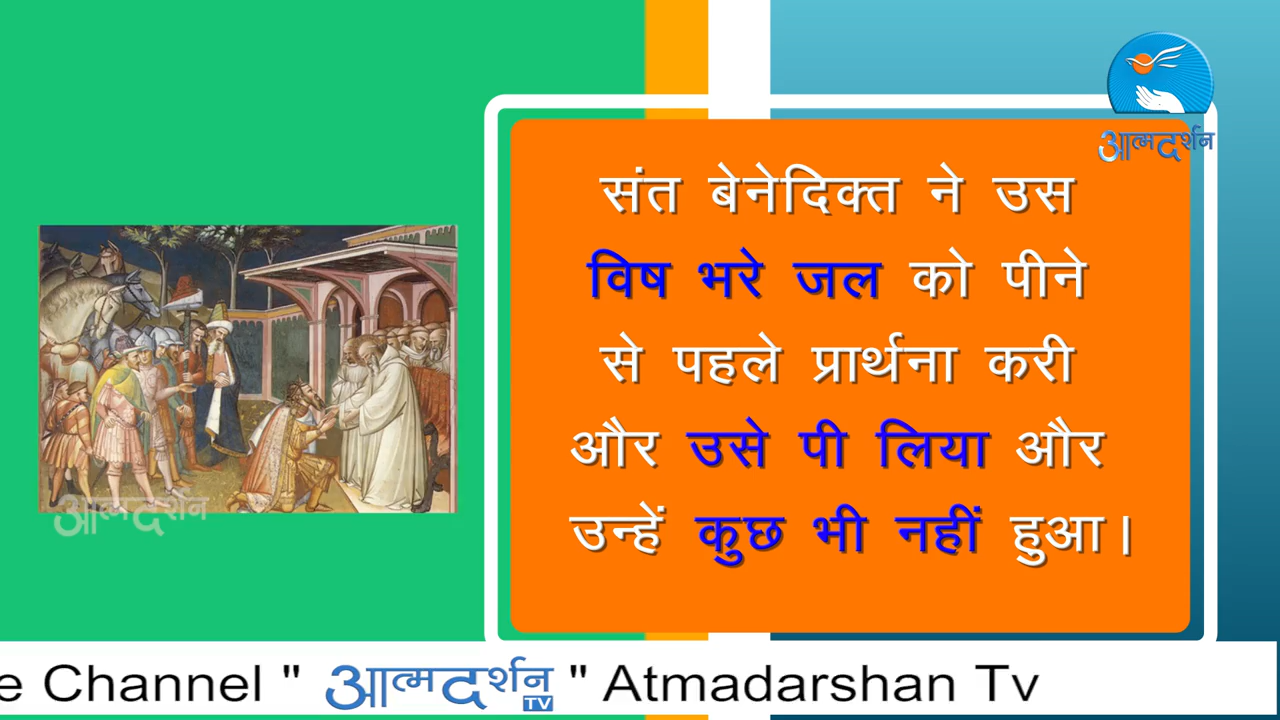 आत्मदर्शन
संत बेनेदिक्त ने उस
विष भरे जल को पीने
से पहले प्रार्थना करी
और उसे पी लिया और
उन्हें कुछ भी नहीं हुआ।
आत्मदर्शन
e Channel " आत्मदर्शन TV " Atmadarshan Tv